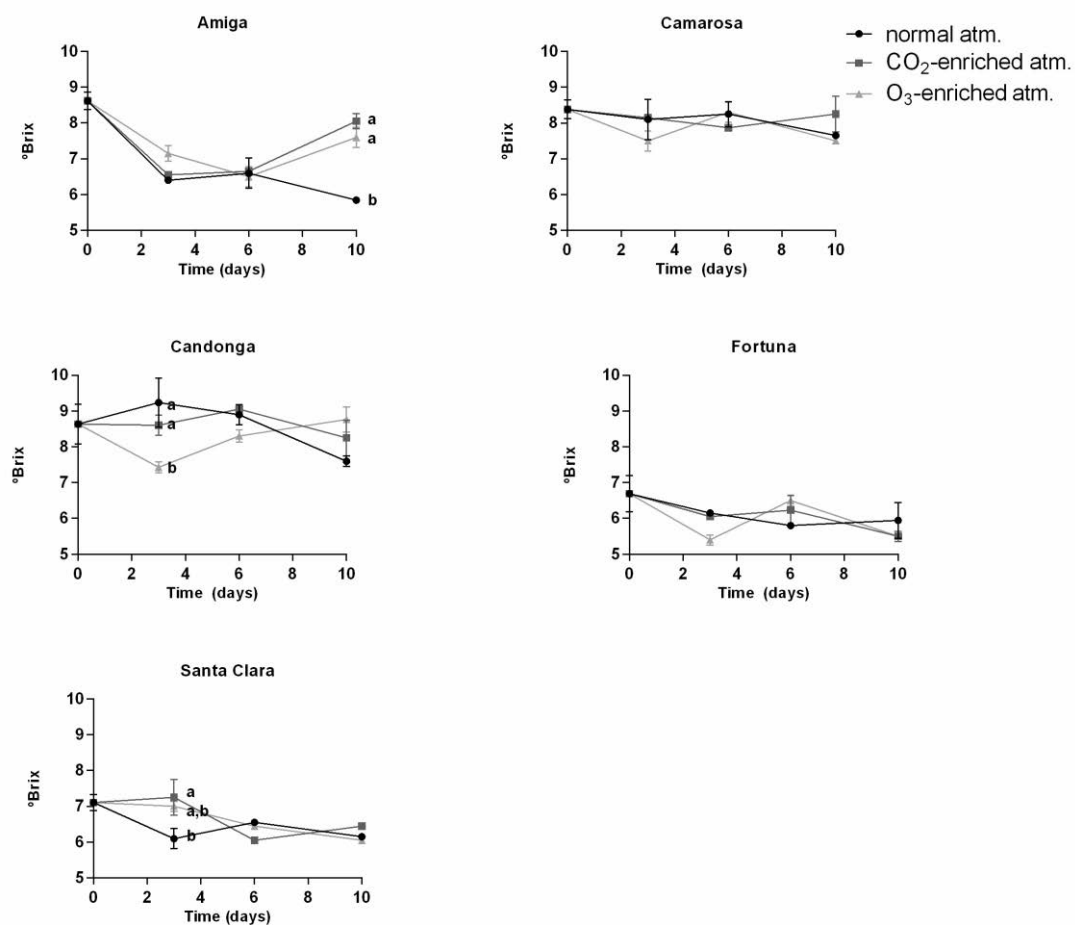 Amiga
10
9
8
7
6
5
ºBrix
0 2 4 6 8 10
Time (days)
a
a
b
Camarosa
10
9
8
7
6
5
ºBrix
0 2 4 6 8 10
Time (days)
normal atm.
CO₂-enriched atm.
O₃-enriched atm.
Candonga
10
9
8
7
6
5
ºBrix
0 2 4 6 8 10
Time (days)
a
a
b
Fortuna
10
9
8
7
6
5
ºBrix
0 2 4 6 8 10
Time (days)
Santa Clara
10
9
8
7
6
5
ºBrix
0 2 4 6 8 10
Time (days)
a
a,b
b